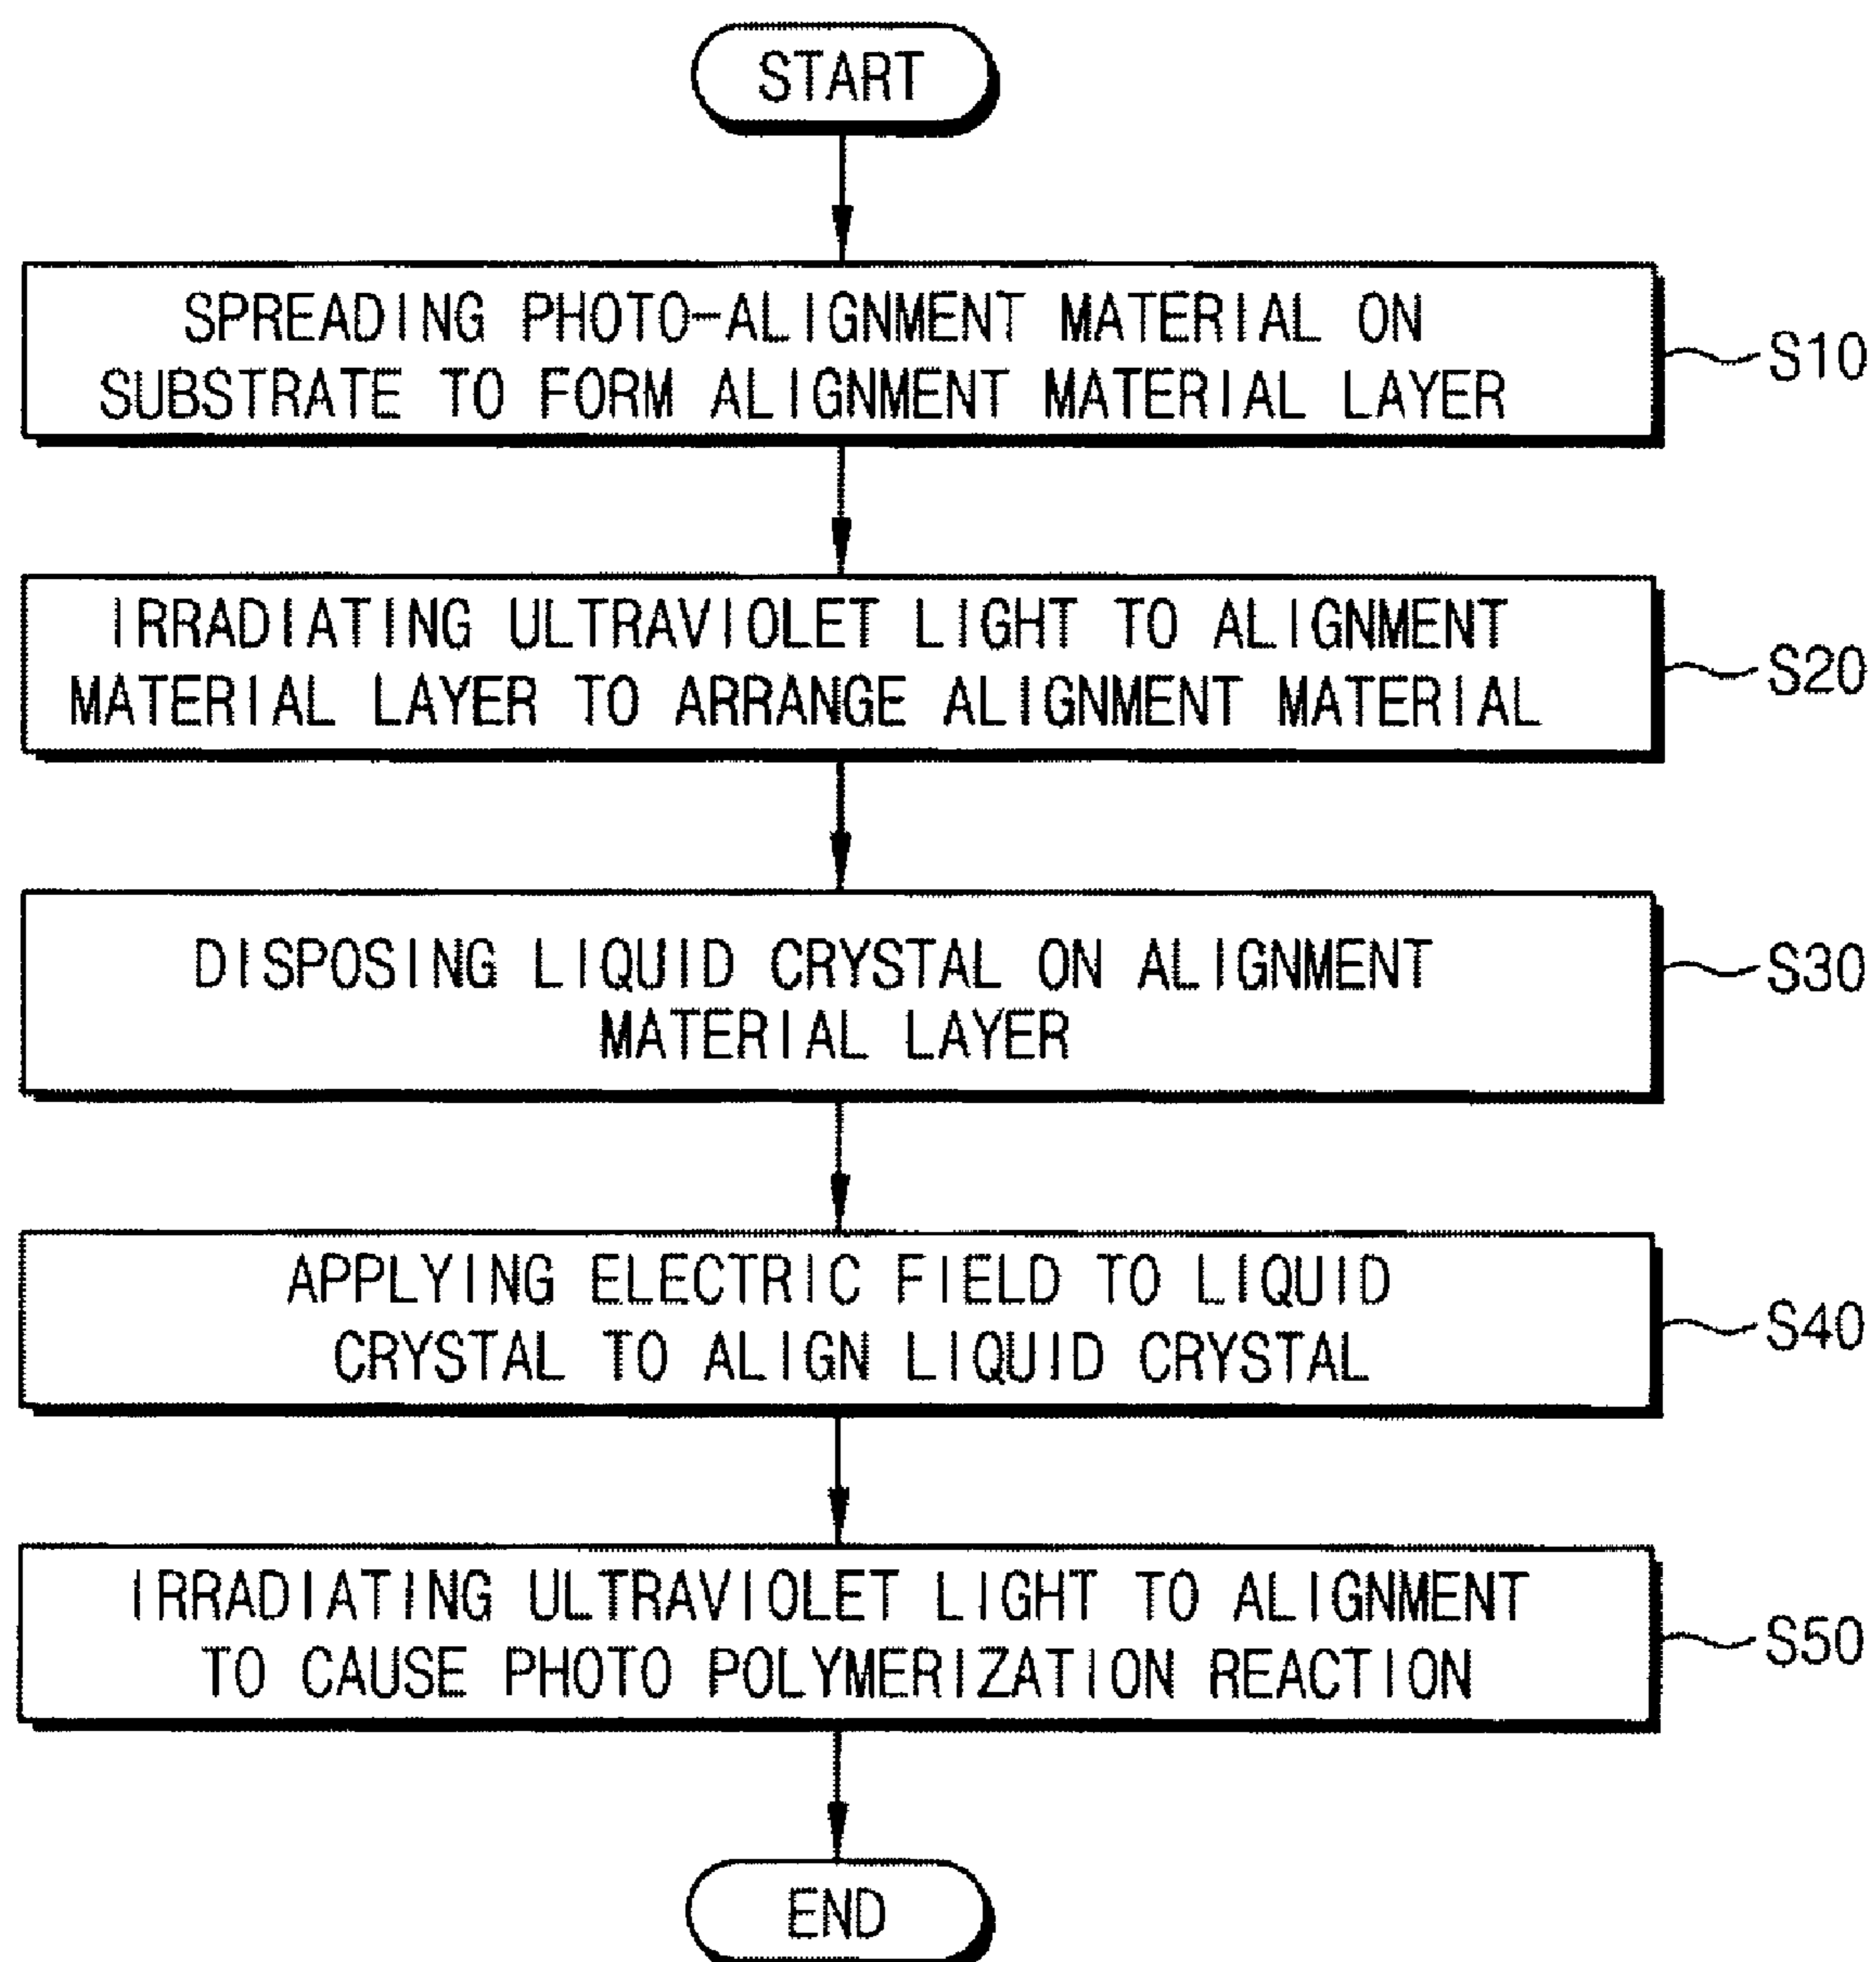 START
SPREADING PHOTO-ALIGNMENT MATERIAL ON
SUBSTRATE TO FORM ALIGNMENT MATERIAL LAYER
S10
IRRADIATING ULTRAVIOLET LIGHT TO ALIGNMENT
MATERIAL LAYER TO ARRANGE ALIGNMENT MATERIAL
S20
DISPOSING LIQUID CRYSTAL ON ALIGNMENT
MATERIAL LAYER
S30
APPLYING ELECTRIC FIELD TO LIQUID
CRYSTAL TO ALIGN LIQUID CRYSTAL
S40
IRRADIATING ULTRAVIOLET LIGHT TO ALIGNMENT
TO CAUSE PHOTO POLYMERIZATION REACTION
S50
END